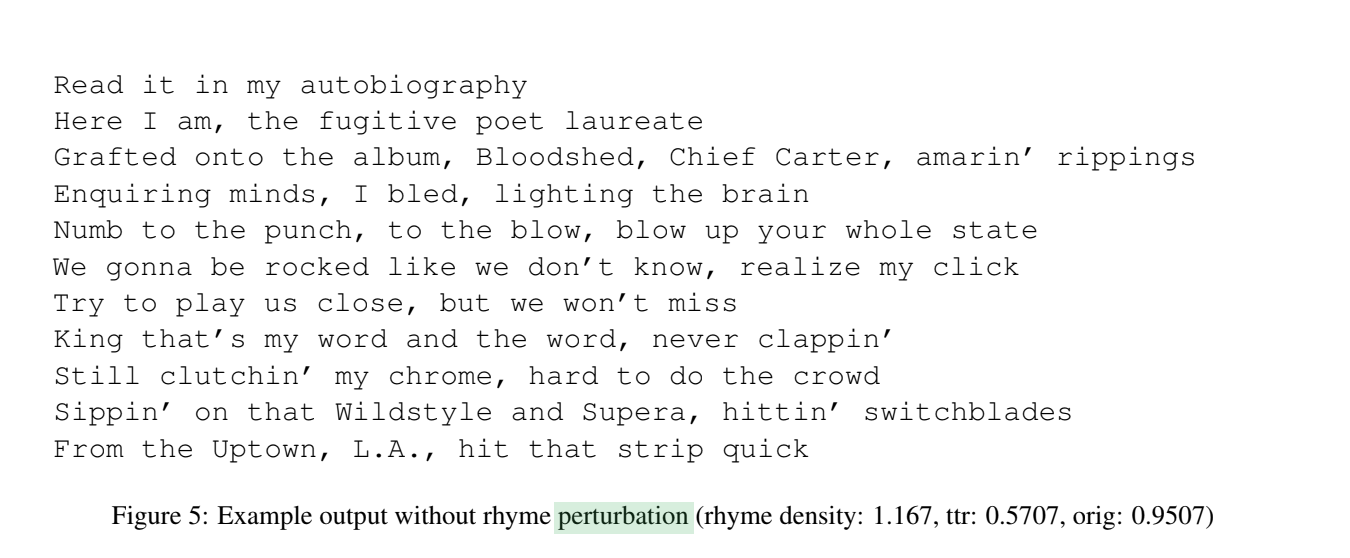 Read it in my autobiography
Here I am, the fugitive poet laureate
Grafted onto the album, Bloodshed, Chief Carter, amarin’ rippings
Enquiring minds, I bled, lighting the brain
Numb to the punch, to the blow, blow up your whole state
We gonna be rocked like we don’t know, realize my click
Try to play us close, but we won’t miss
King that’s my word and the word, never clappin’
Still clutchin’ my chrome, hard to do the crowd
Sippin’ on that Wildstyle and Supera, hittin’ switchblades
From the Uptown, L.A., hit that strip quick
Figure 5: Example output without rhyme perturbation (rhyme density: 1.167, ttr: 0.5707, orig: 0.9507)